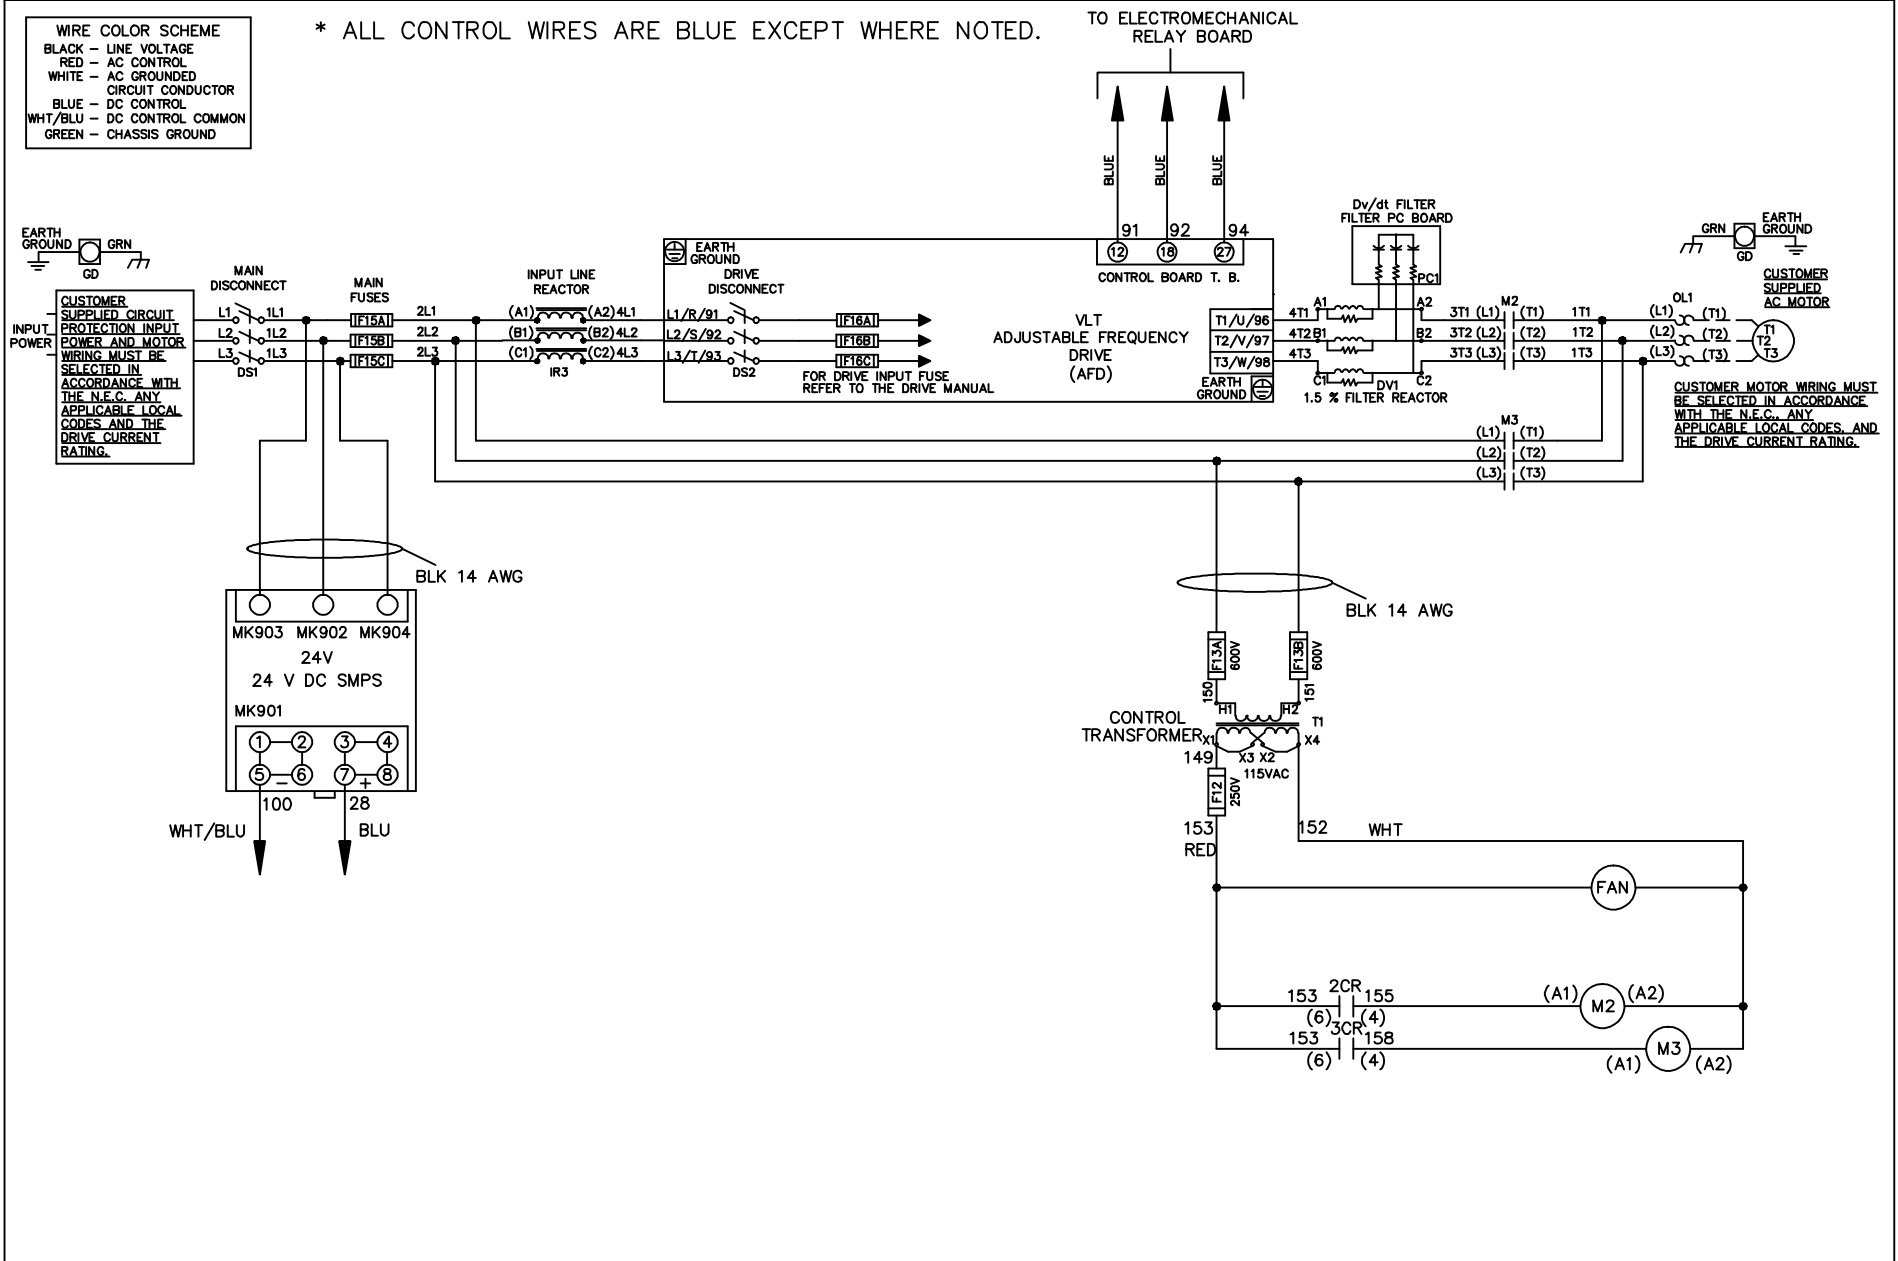 WIRE COLOR SCHEME
BLACK – LINE VOLTAGE
RED – AC CONTROL
WHITE – AC GROUNDED
CIRCUIT CONDUCTOR
BLUE – DC CONTROL
WHT/BLU – DC CONTROL COMMON
GREEN – CHASSIS GROUND
* ALL CONTROL WIRES ARE BLUE EXCEPT WHERE NOTED.
TO ELECTROMECHANICAL
RELAY BOARD
BLUE
BLUE
BLUE
91 92 94
12 18 27
CONTROL BOARD T. B.
EARTH
GROUND
GRN
GD
INPUT
POWER
CUSTOMER
SUPPLIED CIRCUIT
PROTECTION INPUT
POWER AND MOTOR
WIRING MUST BE
SELECTED IN
ACCORDANCE WITH
THE N.E.C. ANY
APPLICABLE LOCAL
CODES AND THE
DRIVE CURRENT
RATING.
MAIN
DISCONNECT
L1 1L1
L2 1L2
L3 1L3
DS1
MAIN
FUSES
F15A
F15B
F15C
2L1
2L2
2L3
INPUT LINE
REACTOR
(A1) (A2) 4L1
(B1) (B2) 4L2
(C1) (C2) 4L3
IR3
EARTH
GROUND
DRIVE
DISCONNECT
L1/R/91
L2/S/92
L3/T/93
DS2
F16A
F16B
F16C
FOR DRIVE INPUT FUSE
REFER TO THE DRIVE MANUAL
VLT
ADJUSTABLE FREQUENCY
DRIVE
(AFD)
T1/U/96
T2/V/97
T3/W/98
EARTH
GROUND
4T1 A1 A2
4T2 B1 B2
4T3
C1 C2
DV1
1.5 % FILTER REACTOR
Dv/dt FILTER
FILTER PC BOARD
PC1
M2
3T1 (L1) (T1) 1T1
3T2 (L2) (T2) 1T2
3T3 (L3) (T3) 1T3
M3
(L1) (T1)
(L2) (T2)
(L3) (T3)
OL1
(L1) (T1)
(L2) (T2)
(L3) (T3)
T1
T2
T3
GRN
EARTH
GROUND
GD
CUSTOMER
SUPPLIED
AC MOTOR
CUSTOMER MOTOR WIRING MUST
BE SELECTED IN ACCORDANCE
WITH THE N.E.C., ANY
APPLICABLE LOCAL CODES, AND
THE DRIVE CURRENT RATING.
BLK 14 AWG
MK903 MK902 MK904
24V
24 V DC SMPS
MK901
1 2 3 4
5 6 7 8
– +
100 28
WHT/BLU BLU
BLK 14 AWG
F13A 600V
F13B 600V
150 151
H1 H2
T1
CONTROL
TRANSFORMER
X1 X3 X2 X4
149
115VAC
F12 250V
153
RED
152 WHT
FAN
2CR
153 155 (A1) M2 (A2)
(6) (4)
3CR
153 158 M3
(6) (4) (A1) (A2)